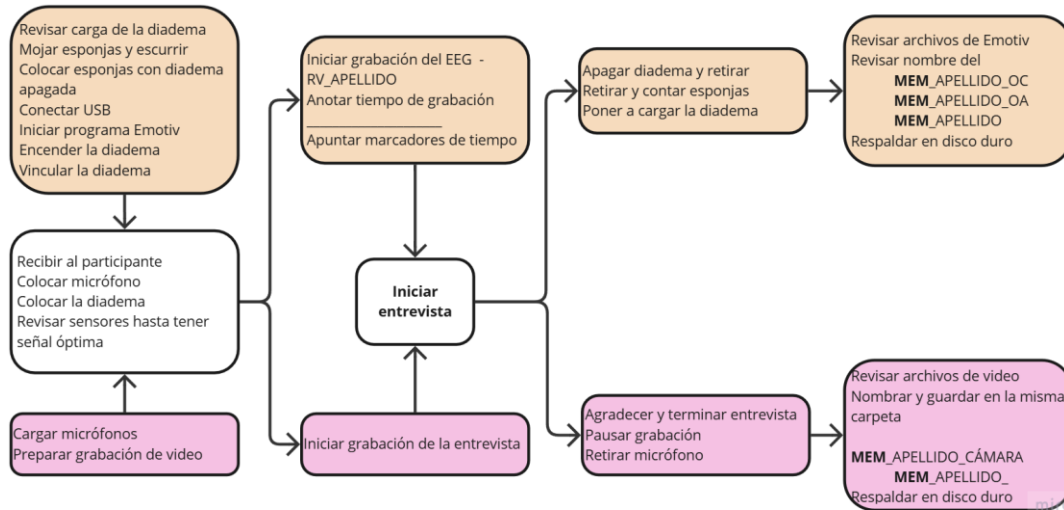 Revisar carga de la diadema
Mojar esponjas y escurrir
Colocar esponjas con diadema
apagada
Conectar USB
Iniciar programa Emotiv
Encender la diadema
Vincular la diadema
Recibir al participante
Colocar micrófono
Colocar la diadema
Revisar sensores hasta tener
señal óptima
Cargar micrófonos
Preparar grabación de video
Iniciar grabación del EEG -
RV_APELLIDO
Anotar tiempo de grabación
____________________
Apuntar marcadores de tiempo
Iniciar
entrevista
Iniciar grabación de la entrevista
Apagar diadema y retirar
Retirar y contar esponjas
Poner a cargar la diadema
Agradecer y terminar entrevista
Pausar grabación
Retirar micrófono
Revisar archivos de Emotiv
Revisar nombre del
MEM_APELLIDO_OC
MEM_APELLIDO_OA
MEM_APELLIDO
Respaldar en disco duro
Revisar archivos de video
Nombrar y guardar en la misma
carpeta
MEM_APELLIDO_CÁMARA
MEM_APELLIDO_
Respaldar en disco duro